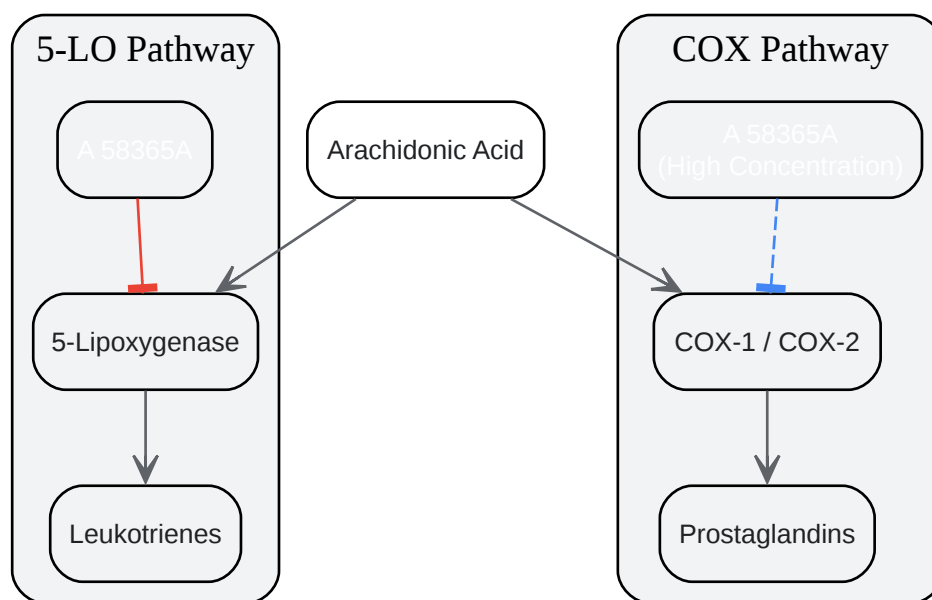 5-LO Pathway
COX Pathway
A 58365A
Arachidonic Acid
A 58365A
(High Concentration)
5-Lipoxygenase
COX-1 / COX-2
Leukotrienes
Prostaglandins